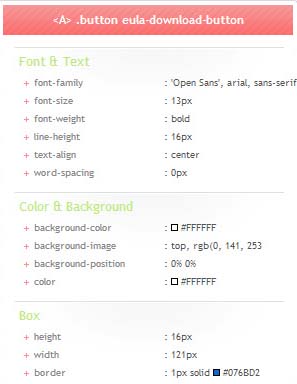 <A> .button eula-download-button
Font & Text
+ font-family : 'Open Sans', arial, sans-serif
+ font-size : 13px
+ font-weight : bold
+ line-height : 16px
+ text-align : center
+ word-spacing : 0px
Color & Background
+ background-color : #FFFFFF
+ background-image : top, rgb(0, 141, 253
+ background-position : 0% 0%
+ color : #FFFFFF
Box
+ height : 16px
+ width : 121px
+ border : 1px solid #076BD2